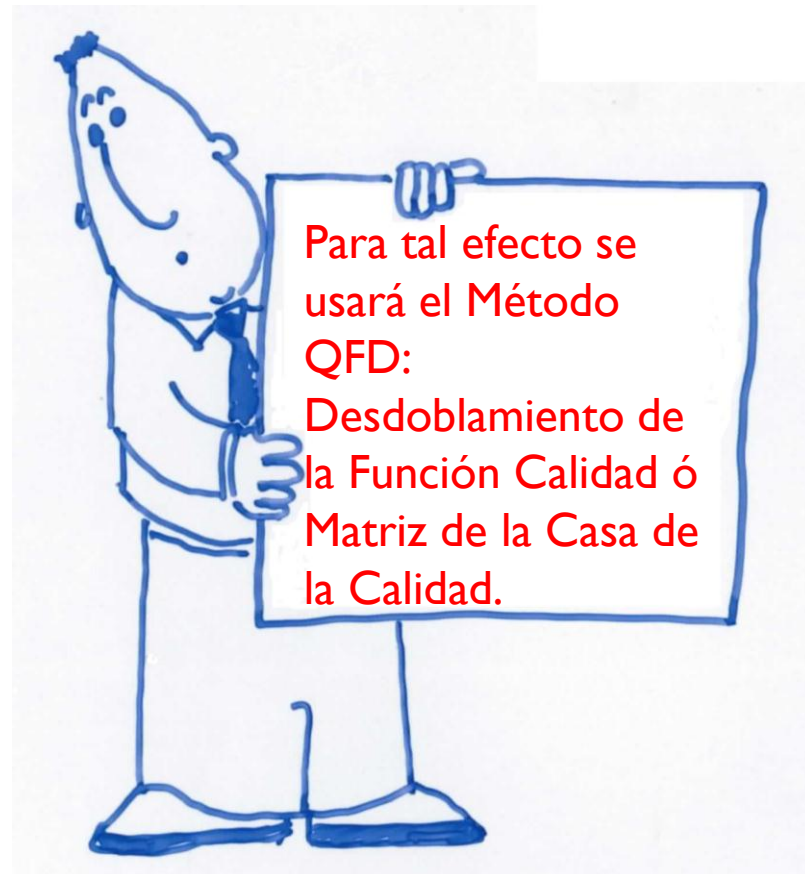 Para tal efecto se
usará el Método
QFD:
Desdoblamiento de
la Función Calidad ó
Matriz de la Casa de
la Calidad.